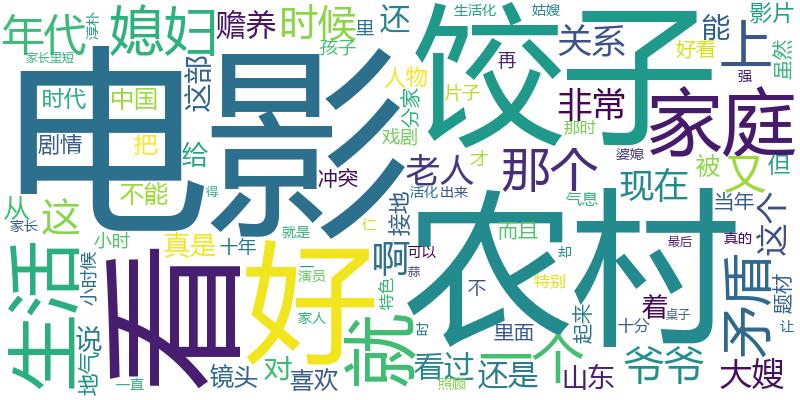 年代
媳妇
赡养
时候
还
饺子
关系
能
上
影片
虽然
生活化
姑嫂
孩子
里
淳朴
家长里短
这部
好看
再
人物
片子
强
电影
时代
中国
剧情
把
给
分家
戏剧
非常
那时
家庭
不能
冲突
老人
才
那个
婆媳
现在
被
又
但
从
这
接地
活化
出来
气息
当年
这个
家长
小时
真是
十年
得
仁
啊
就是
而且
真的
可以
却
最后
生活
看
好
农村
小时候
演员
蒜
特色
特别
不
着
矛盾
题材
家人
就
时
里面
起来
十分
桌子
片
地气
说
一直
镜头
对
喜欢
看过
照顾
还是
一个
山东
爷爷
大嫂